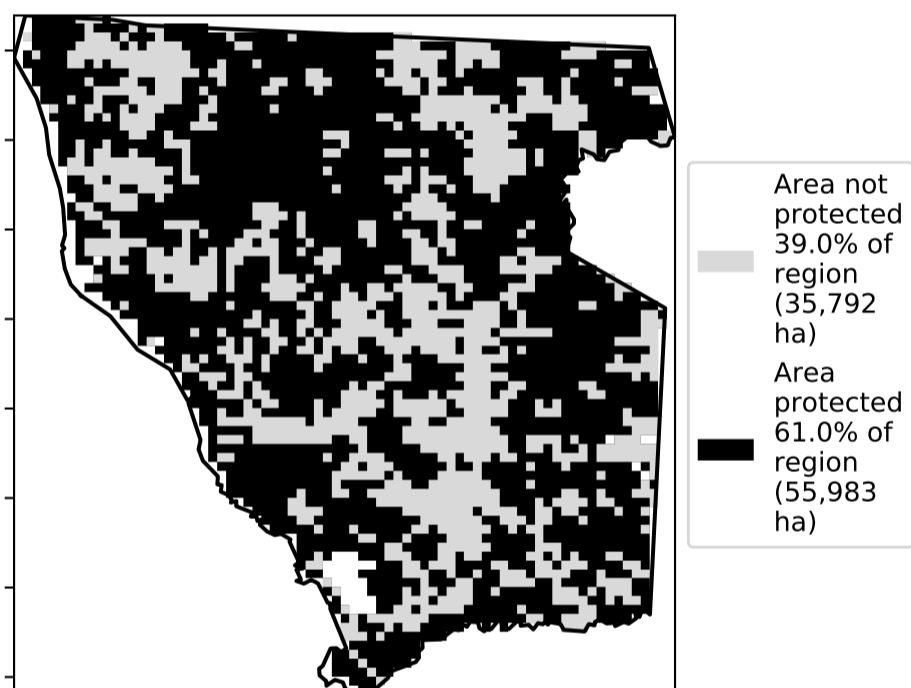 Area not
protected
39.0% of
region
(35,792
ha)
Area
protected
61.0% of
region
(55,983
ha)